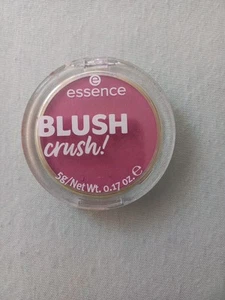 e
essence
BLUSH
crush!
5g/Net Wt. 0.17 oz. ℮